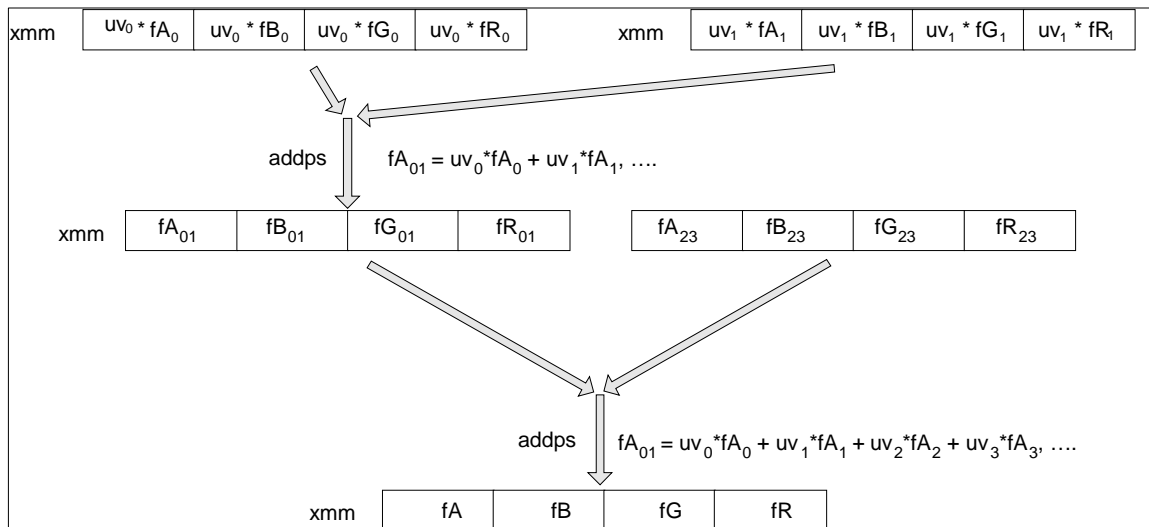 xmm uv₀ * fA₀ uv₀ * fB₀ uv₀ * fG₀ uv₀ * fR₀ xmm uv₁ * fA₁ uv₁ * fB₁ uv₁ * fG₁ uv₁ * fR₁
addps fA₀₁ = uv₀*fA₀ + uv₁*fA₁, ....
xmm fA₀₁ fB₀₁ fG₀₁ fR₀₁ fA₂₃ fB₂₃ fG₂₃ fR₂₃
addps fA₀₁ = uv₀*fA₀ + uv₁*fA₁ + uv₂*fA₂ + uv₃*fA₃, ....
xmm fA fB fG fR